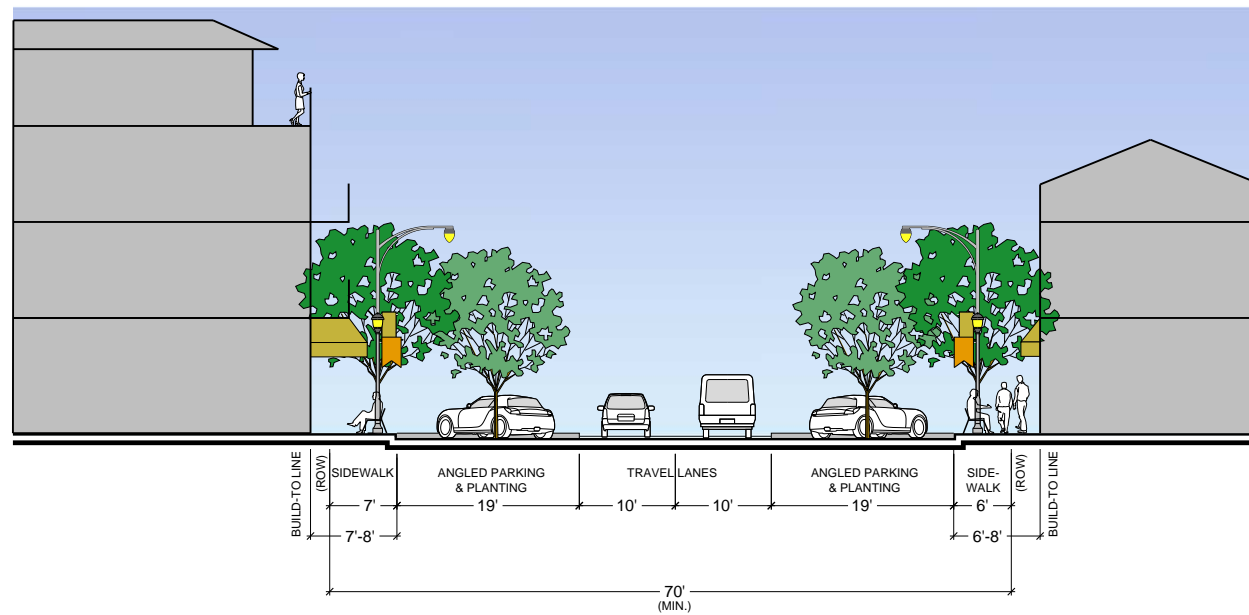 BUILD-TO LINE
(ROW)
SIDEWALK
7'
7'-8'
ANGLED PARKING
& PLANTING
19'
TRAVEL LANES
10'
10'
ANGLED PARKING
& PLANTING
19'
SIDE-
WALK
6'
6'-8'
(ROW)
BUILD-TO LINE
70'
(MIN.)